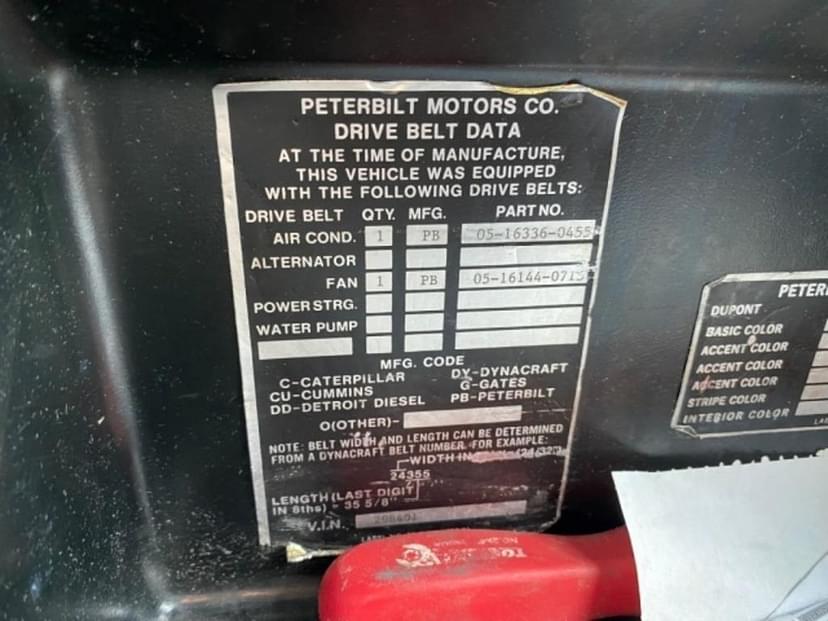 PETERBILT MOTORS CO.
DRIVE BELT DATA
AT THE TIME OF MANUFACTURE,
THIS VEHICLE WAS EQUIPPED
WITH THE FOLLOWING DRIVE BELTS:
DRIVE BELT QTY. MFG. PART NO.
AIR COND. 1 PB 05-16336-0455
ALTERNATOR
FAN 1 PB 05-16144-0715
POWER STRG.
WATER PUMP
MFG. CODE
C-CATERPILLAR DY-DYNACRAFT
CU-CUMMINS G-GATES
DD-DETROIT DIESEL PB-PETERBILT
O(OTHER)-
NOTE: BELT WIDTH AND LENGTH CAN BE DETERMINED
FROM A DYNACRAFT BELT NUMBER. FOR EXAMPLE:
WIDTH IN (24/32")
24355
LENGTH (LAST DIGIT
IN 8ths) - 35 5/8"
V.I.N.
DUPONT
BASIC COLOR
ACCENT COLOR
ACCENT COLOR
ACCENT COLOR
STRIPE COLOR
INTERIOR COLOR